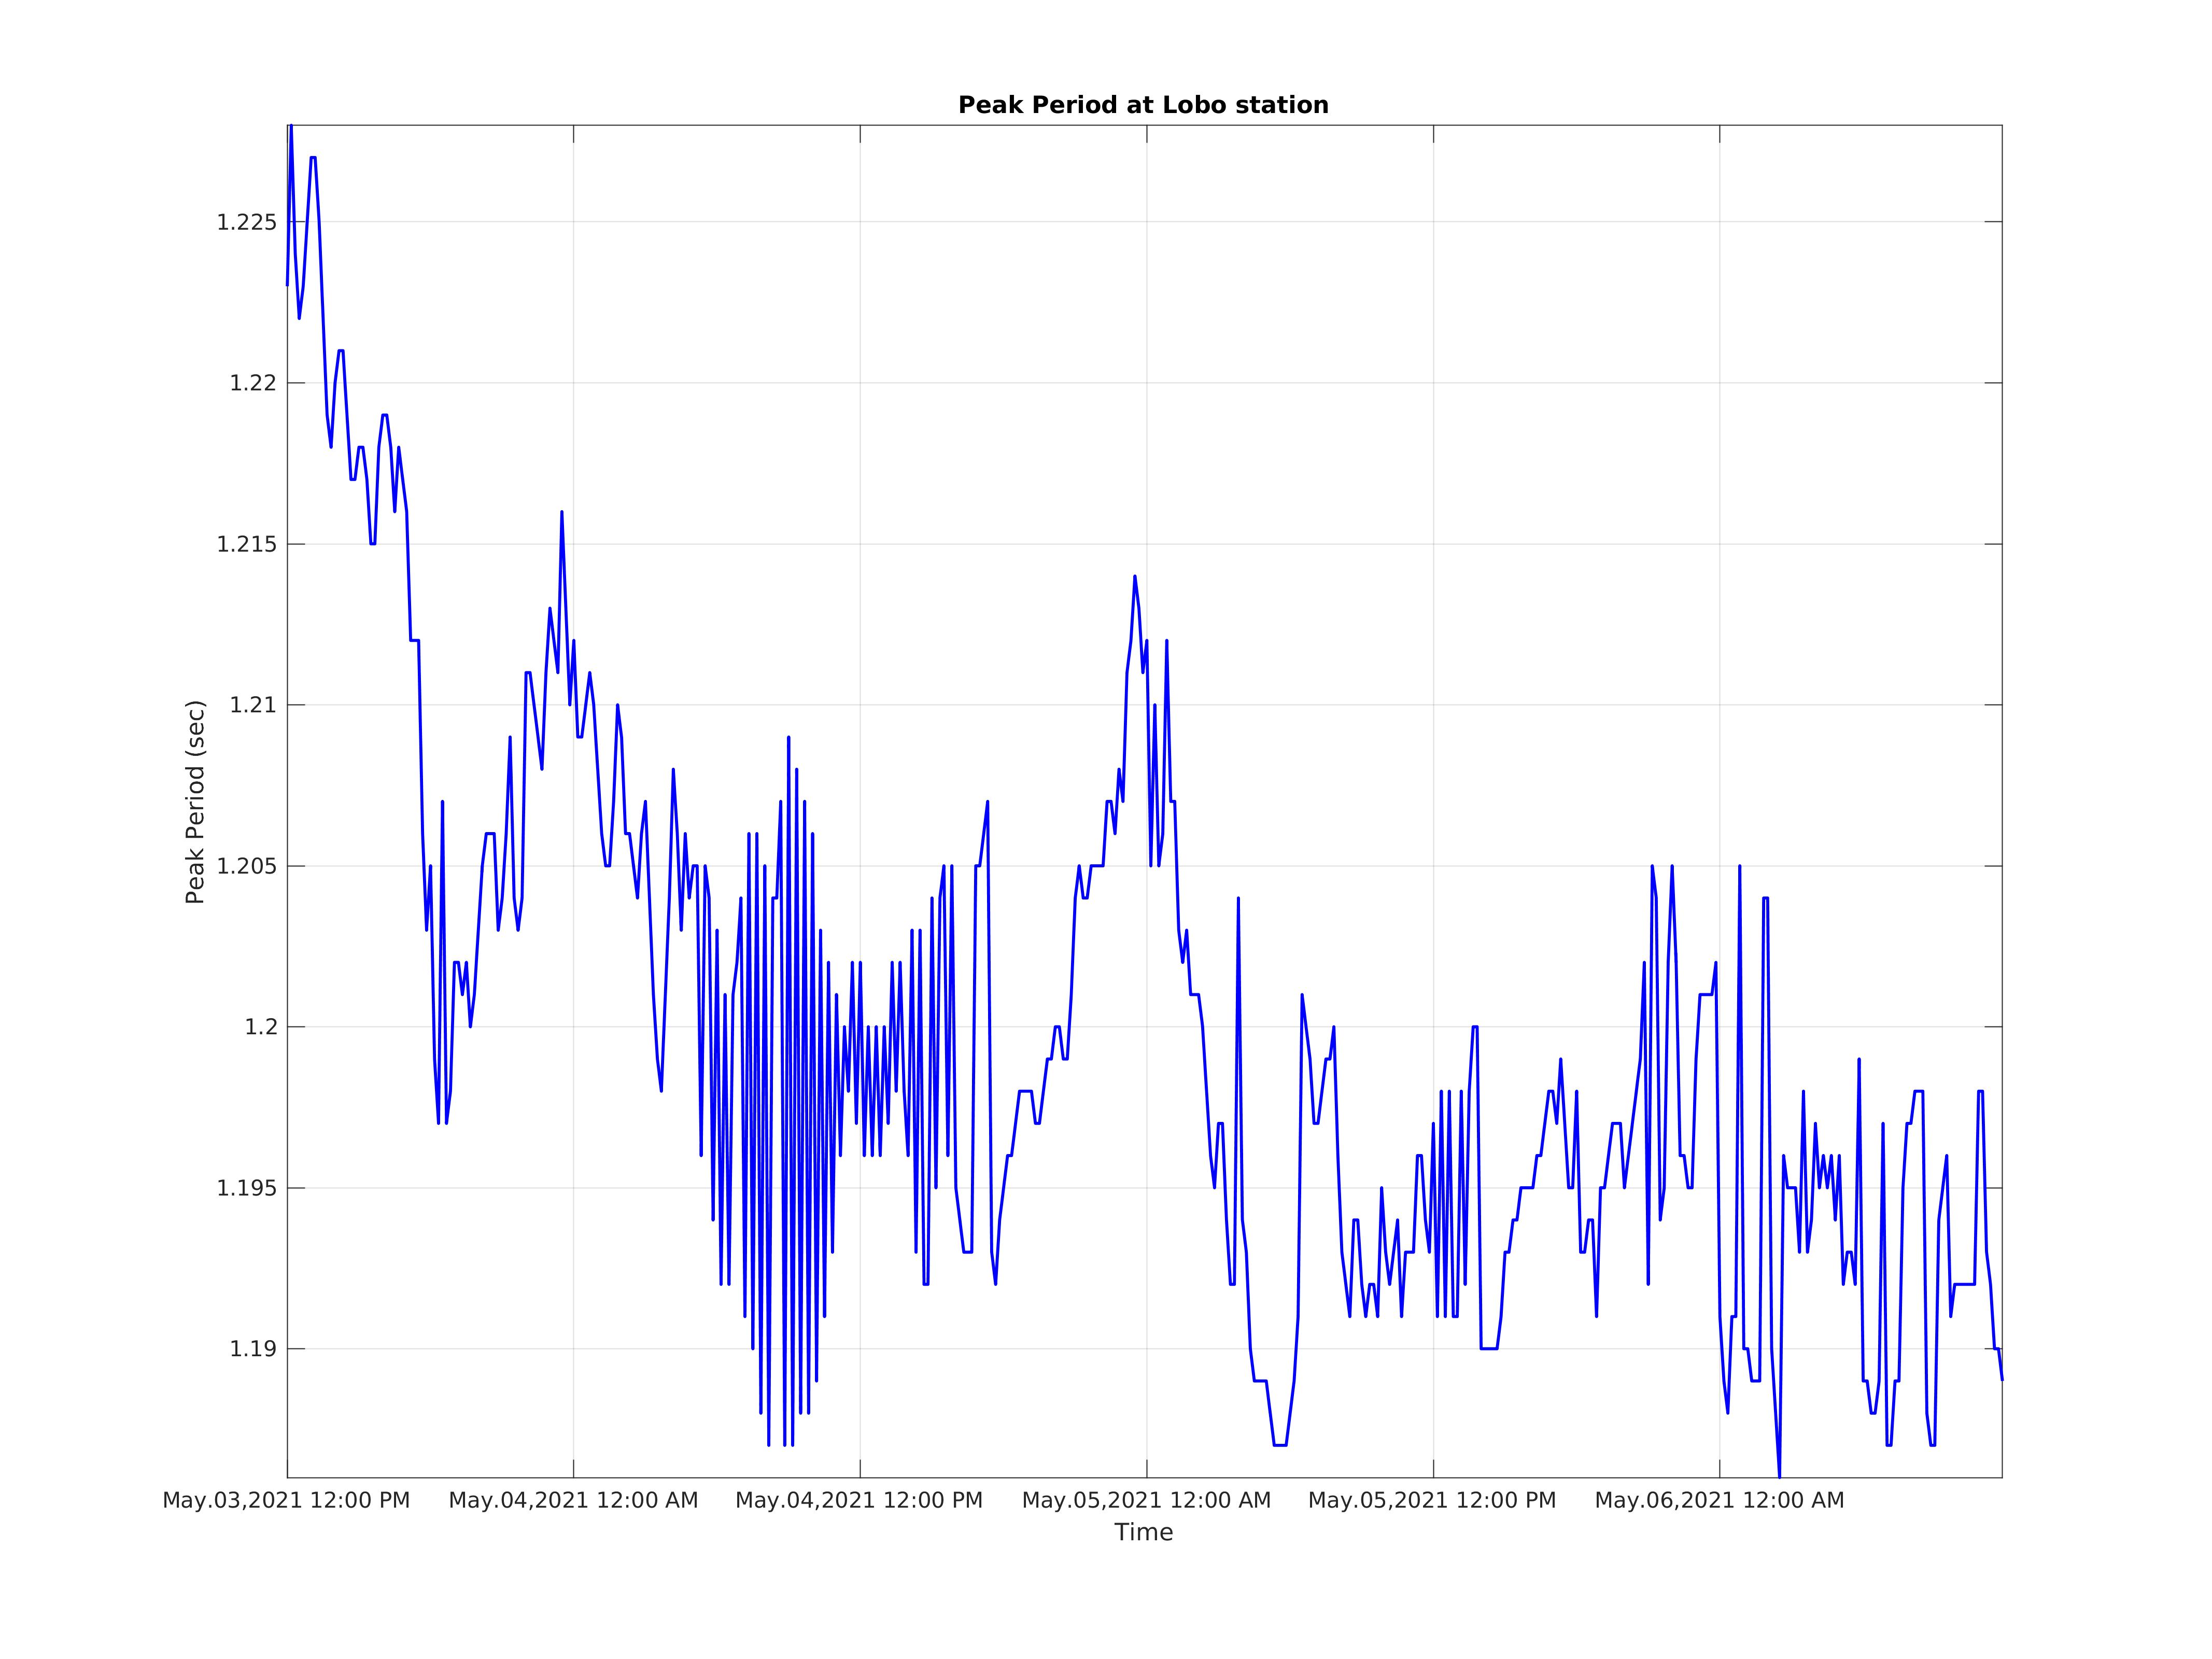 Peak Period at Lobo station
Peak Period (sec)
1.225
1.22
1.215
1.21
1.205
1.2
1.195
1.19
May.03,2021 12:00 PM May.04,2021 12:00 AM May.04,2021 12:00 PM May.05,2021 12:00 AM May.05,2021 12:00 PM May.06,2021 12:00 AM
Time